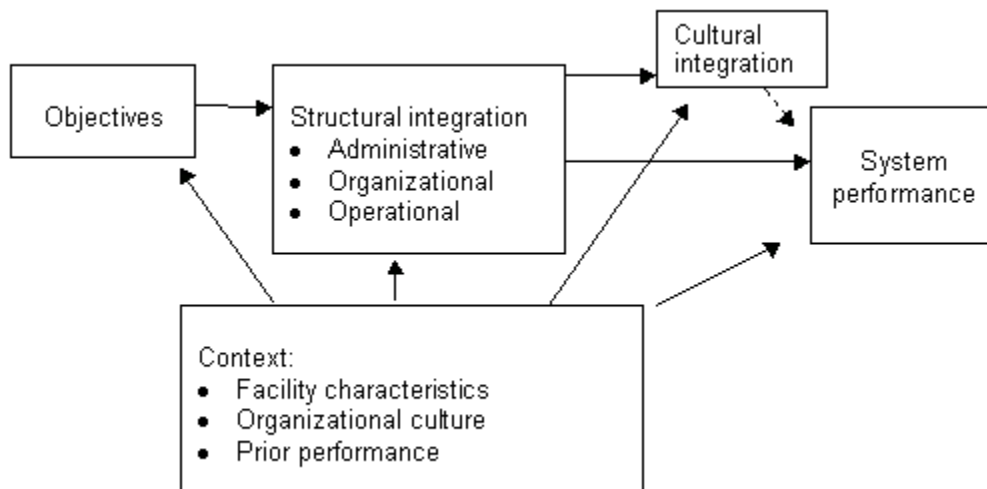 Objectives
Structural integration
● Administrative
● Organizational
● Operational
Cultural
integration
System
performance
Context:
● Facility characteristics
● Organizational culture
● Prior performance